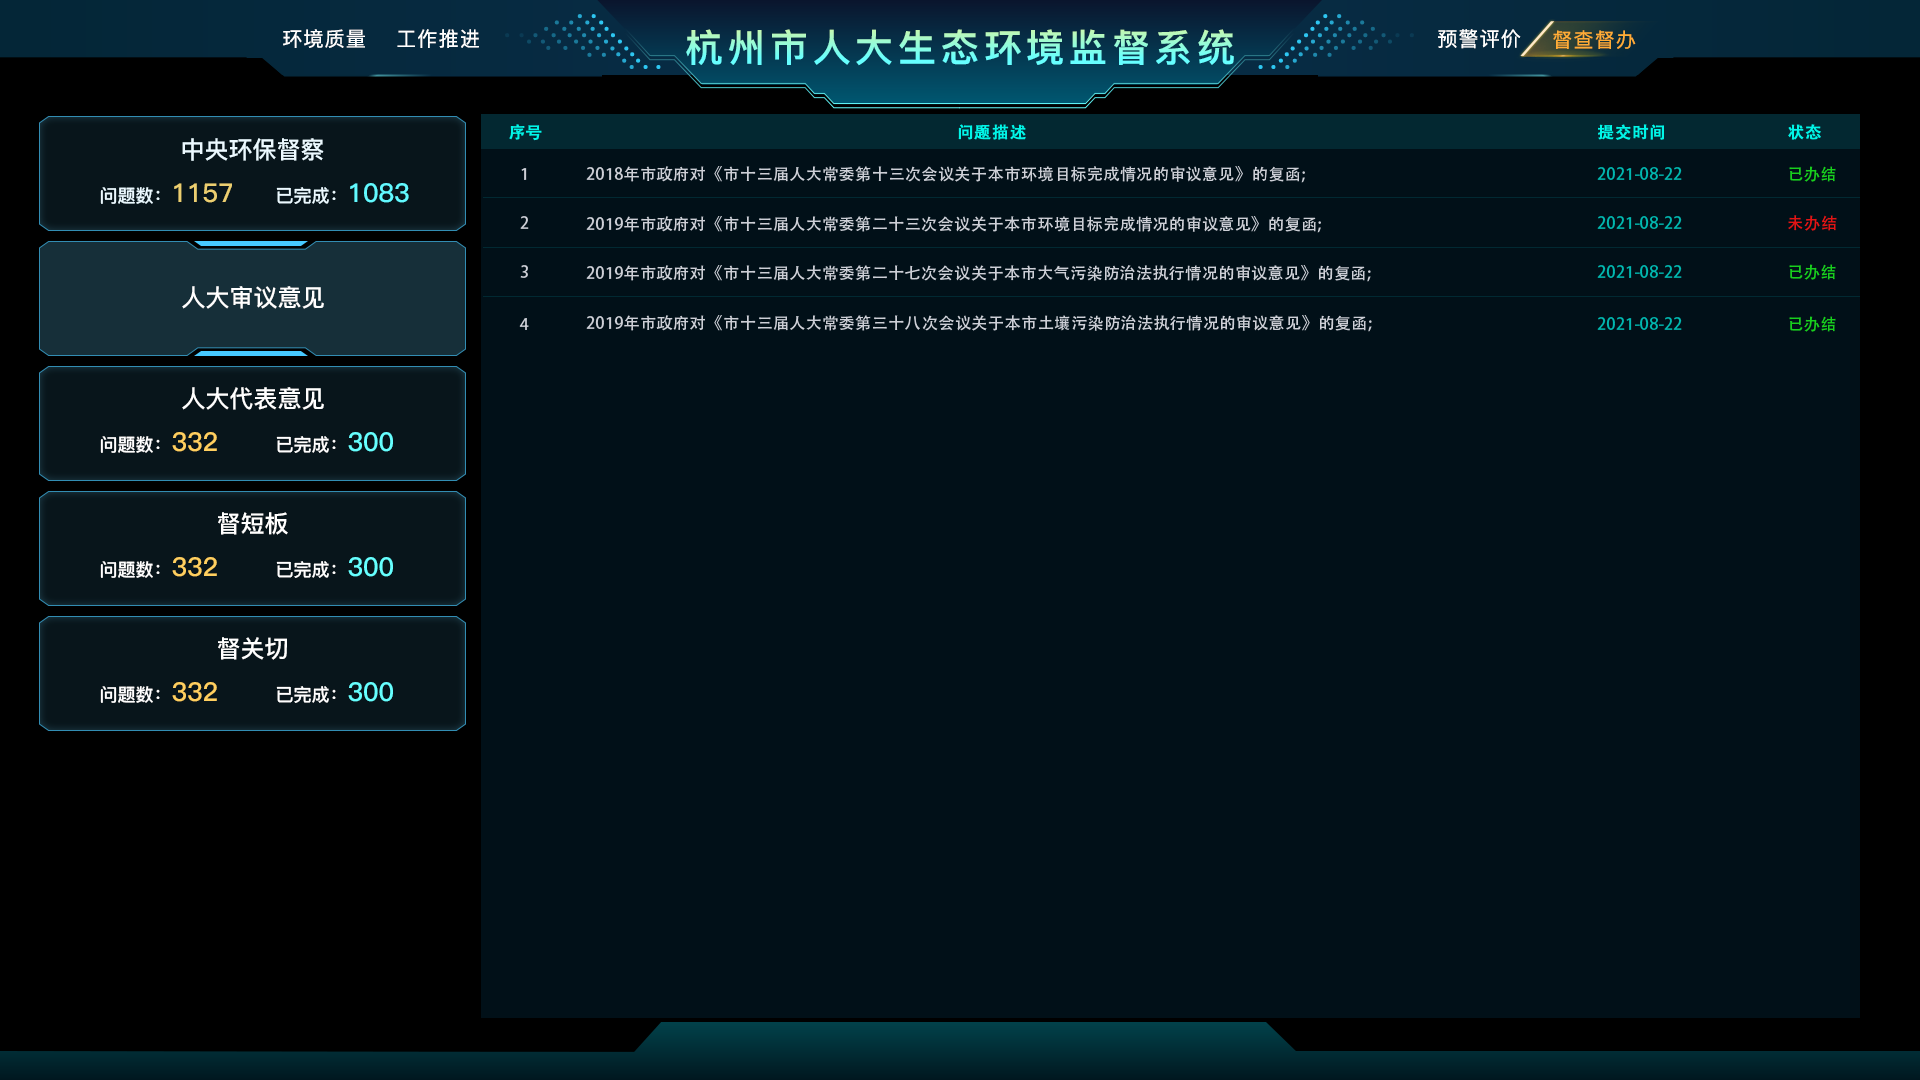 环境质量 工作推进 杭州市人大生态环境监督系统 预警评价 督查督办
中央环保督察
问题数: 1157 已完成: 1083
人大审议意见
人大代表意见
问题数: 332 已完成: 300
督短板
问题数: 332 已完成: 300
督关切
问题数: 332 已完成: 300
序号 问题描述 提交时间 状态
1 2018年市政府对《市十三届人大常委第十三次会议关于本市环境目标完成情况的审议意见》的复函; 2021-08-22 已办结
2 2019年市政府对《市十三届人大常委第二十三次会议关于本市环境目标完成情况的审议意见》的复函; 2021-08-22 未办结
3 2019年市政府对《市十三届人大常委第二十七次会议关于本市大气污染防治法执行情况的审议意见》的复函; 2021-08-22 已办结
4 2019年市政府对《市十三届人大常委第三十八次会议关于本市土壤污染防治法执行情况的审议意见》的复函; 2021-08-22 已办结